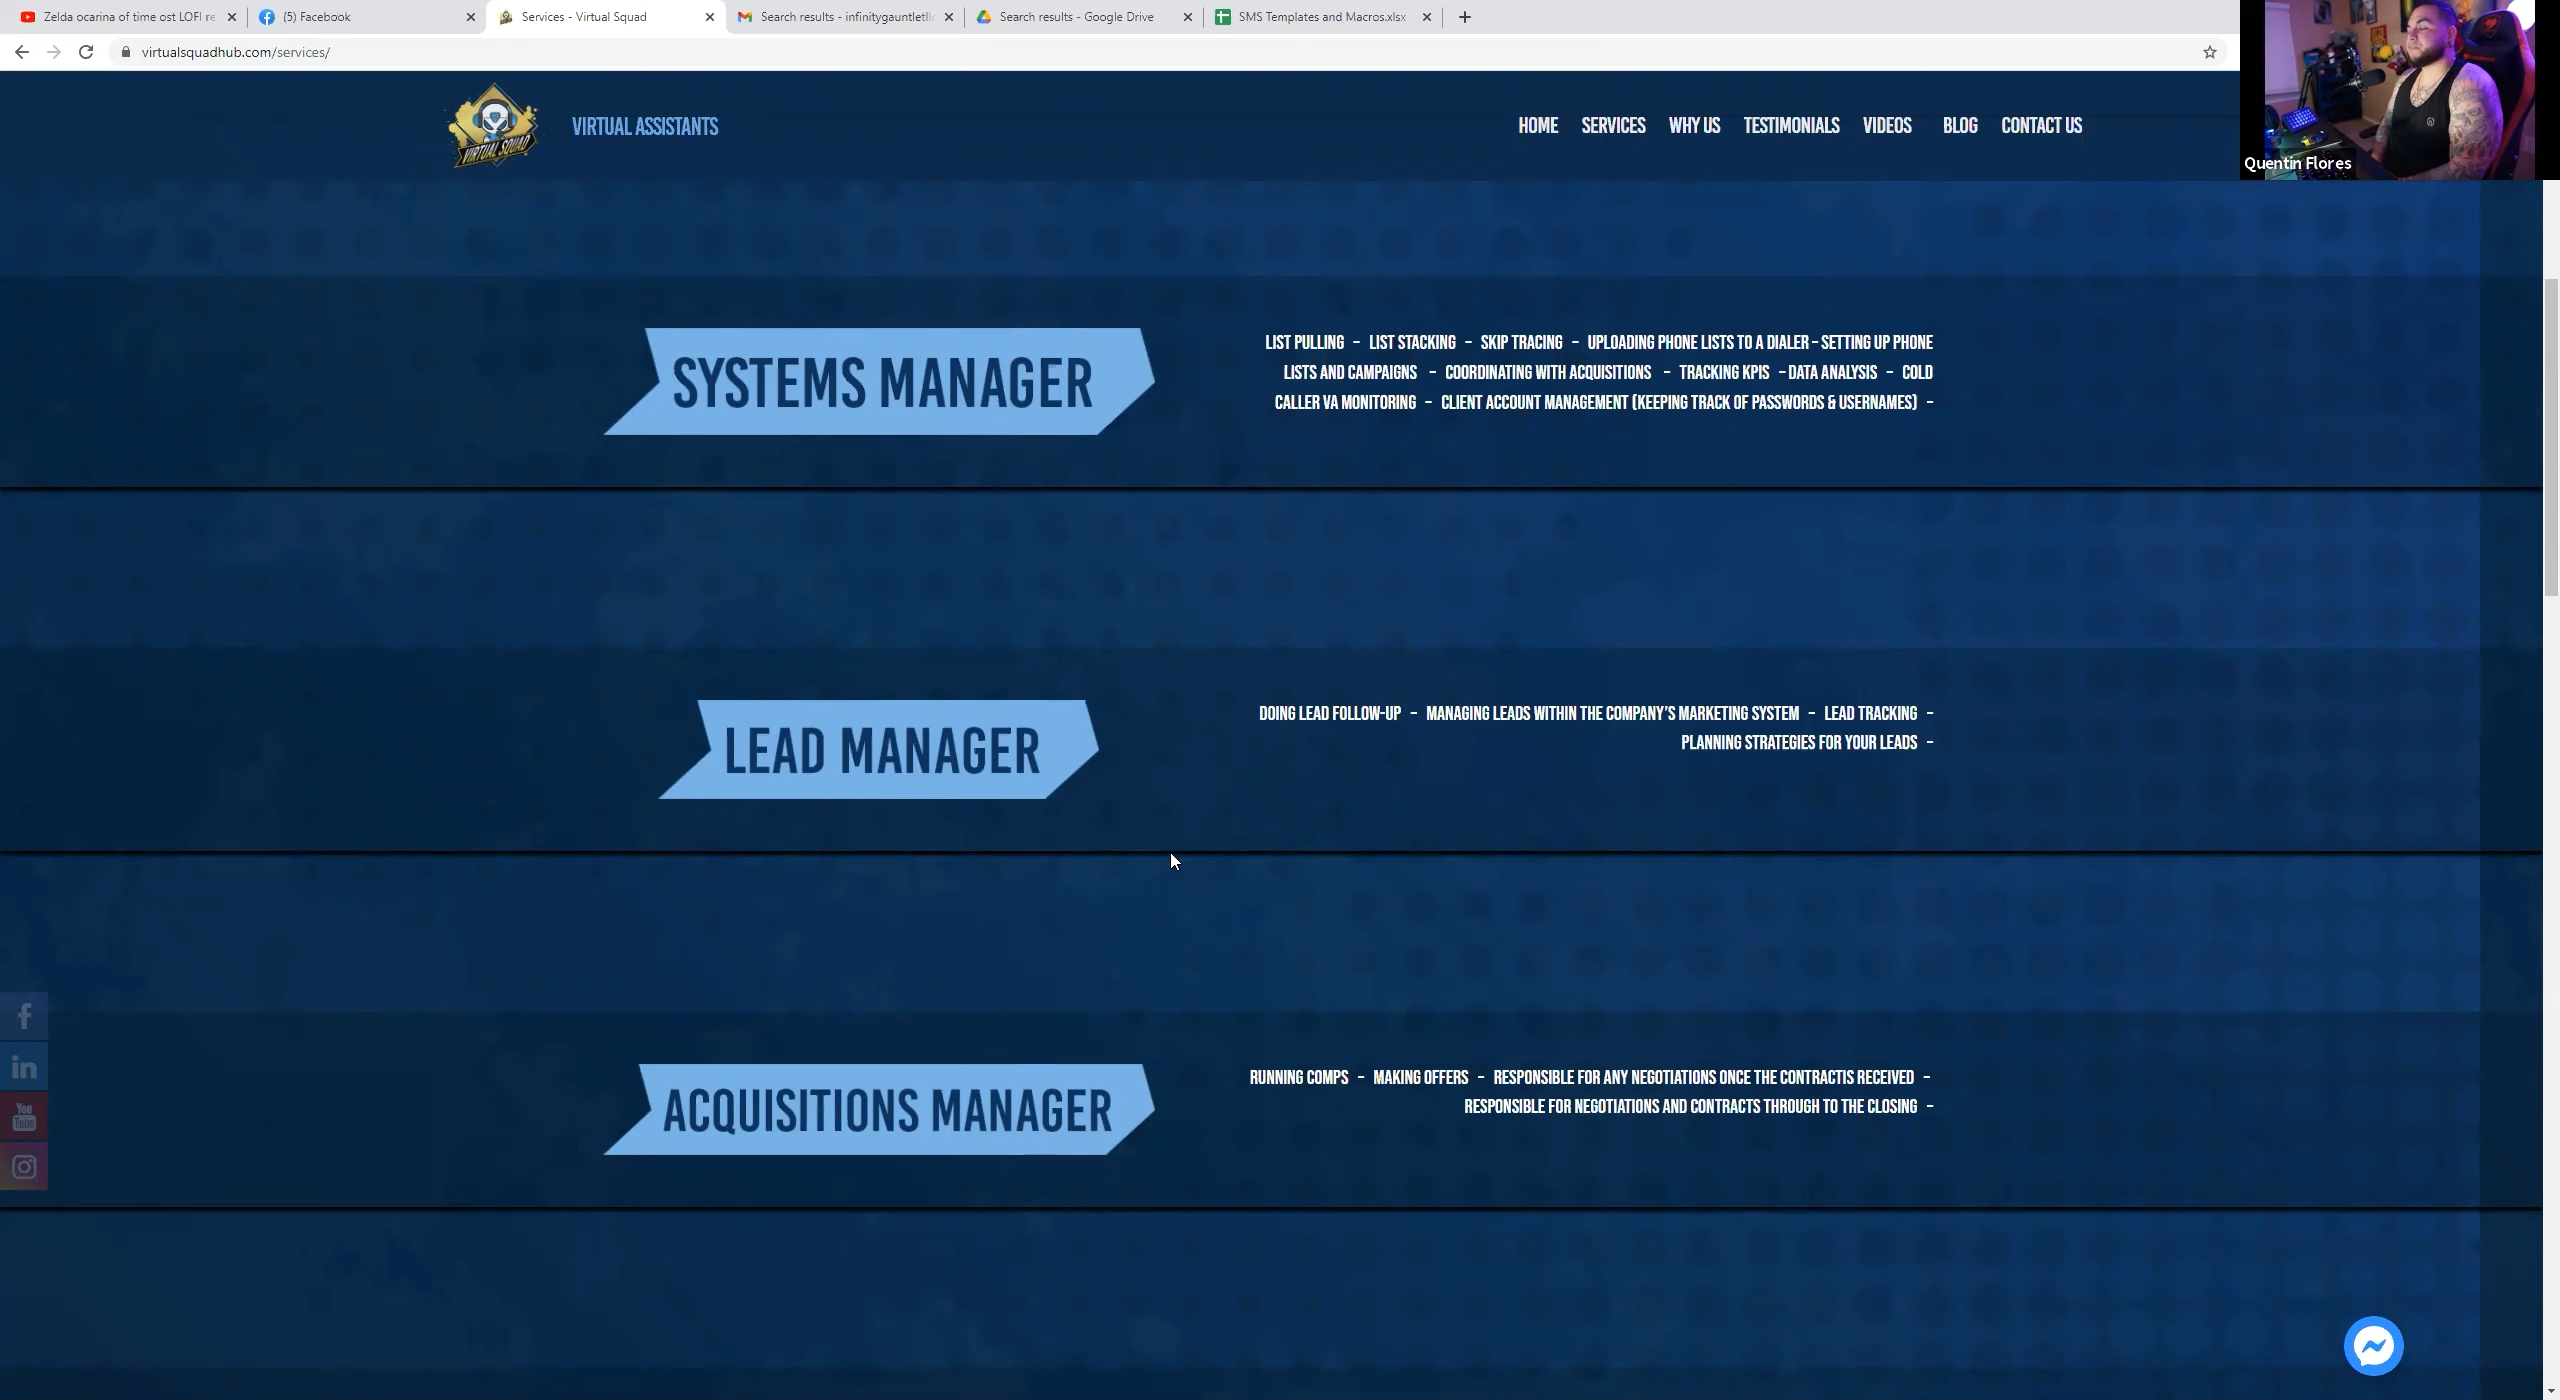 Zelda ocarina of time ost LOFI re
(5) Facebook
Services - Virtual Squad
Search results - infinitygauntletllc
Search results - Google Drive
SMS Templates and Macros.xlsx
virtualsquadhub.com/services/
VIRTUAL SQUAD
VIRTUAL ASSISTANTS
HOME SERVICES WHY US TESTIMONIALS VIDEOS BLOG CONTACT US
Quentin Flores
SYSTEMS MANAGER
LIST PULLING - LIST STACKING - SKIP TRACING - UPLOADING PHONE LISTS TO A DIALER - SETTING UP PHONE
LISTS AND CAMPAIGNS - COORDINATING WITH ACQUISITIONS - TRACKING KPIS - DATA ANALYSIS - COLD
CALLER VA MONITORING - CLIENT ACCOUNT MANAGEMENT (KEEPING TRACK OF PASSWORDS & USERNAMES) -
LEAD MANAGER
DOING LEAD FOLLOW-UP - MANAGING LEADS WITHIN THE COMPANY'S MARKETING SYSTEM - LEAD TRACKING -
PLANNING STRATEGIES FOR YOUR LEADS -
ACQUISITIONS MANAGER
RUNNING COMPS - MAKING OFFERS - RESPONSIBLE FOR ANY NEGOTIATIONS ONCE THE CONTRACTIS RECEIVED -
RESPONSIBLE FOR NEGOTIATIONS AND CONTRACTS THROUGH TO THE CLOSING -
You
Tube